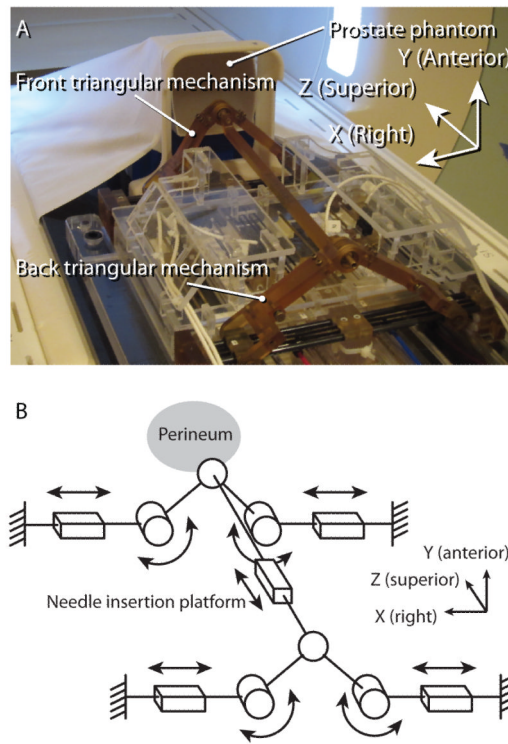 A
Prostate phantom
Y (Anterior)
Front triangular mechanism
Z (Superior)
X (Right)
Back triangular mechanism
B
Perineum
Y (anterior)
Z (superior)
Needle insertion platform
X (right)